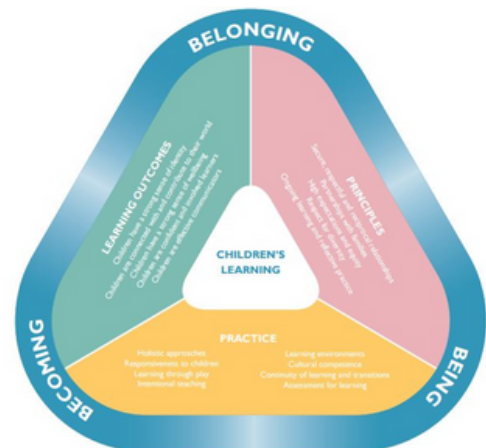 BELONGING
LEARNING OUTCOMES
Children have a strong sense of identity
Children are connected with and contribute to their world
Children have a strong sense of wellbeing
Children are confident and involved learners
Children are effective communicators
PRINCIPLES
Secure, respectful and reciprocal relationships
Partnerships with families
High expectations and equity
Respect for diversity
Ongoing learning and reflective practice
CHILDREN'S
LEARNING
PRACTICE
Holistic approaches
Responsiveness to children
Learning through play
Intentional teaching
Learning environments
Cultural competence
Continuity of learning and transitions
Assessment for learning
BECOMING
BEING